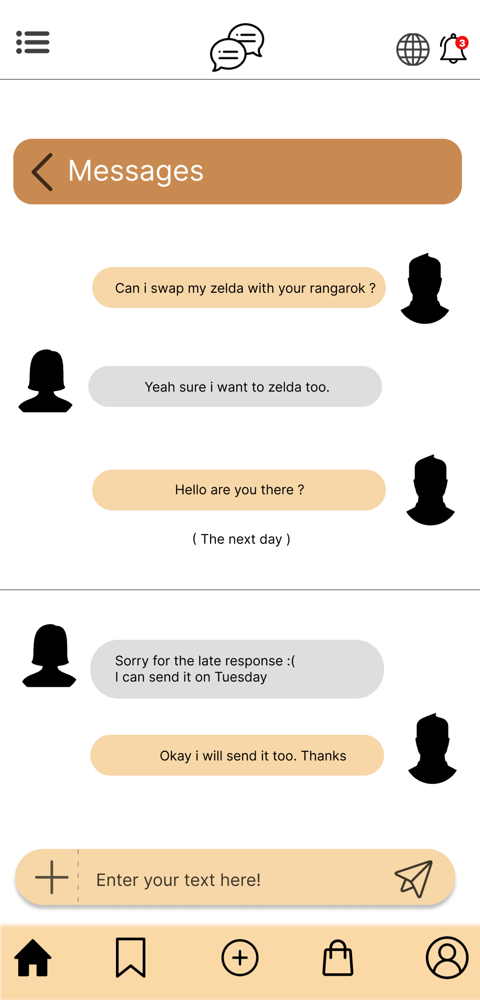 3
Messages
Can i swap my zelda with your rangarok ?
Yeah sure i want to zelda too.
Hello are you there ?
( The next day )
Sorry for the late response :(
I can send it on Tuesday
Okay i will send it too. Thanks
Enter your text here!